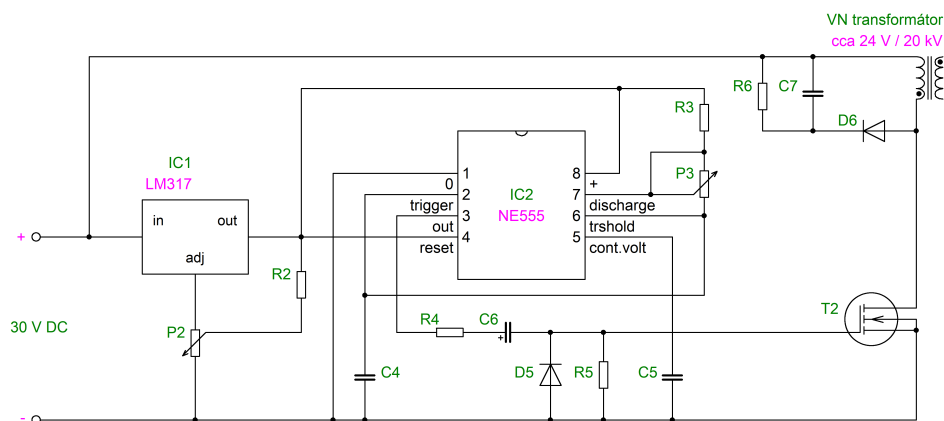 VN transformátor
cca 24 V / 20 kV
R6
C7
D6
R3
P3
IC1
LM317
in
out
adj
+
IC2
NE555
1
0
2
trigger
3
out
4
reset
8
+
7
discharge
6
trshold
5
cont.volt
R2
P2
30 V DC
-
R4
C6
+
C4
D5
R5
C5
T2